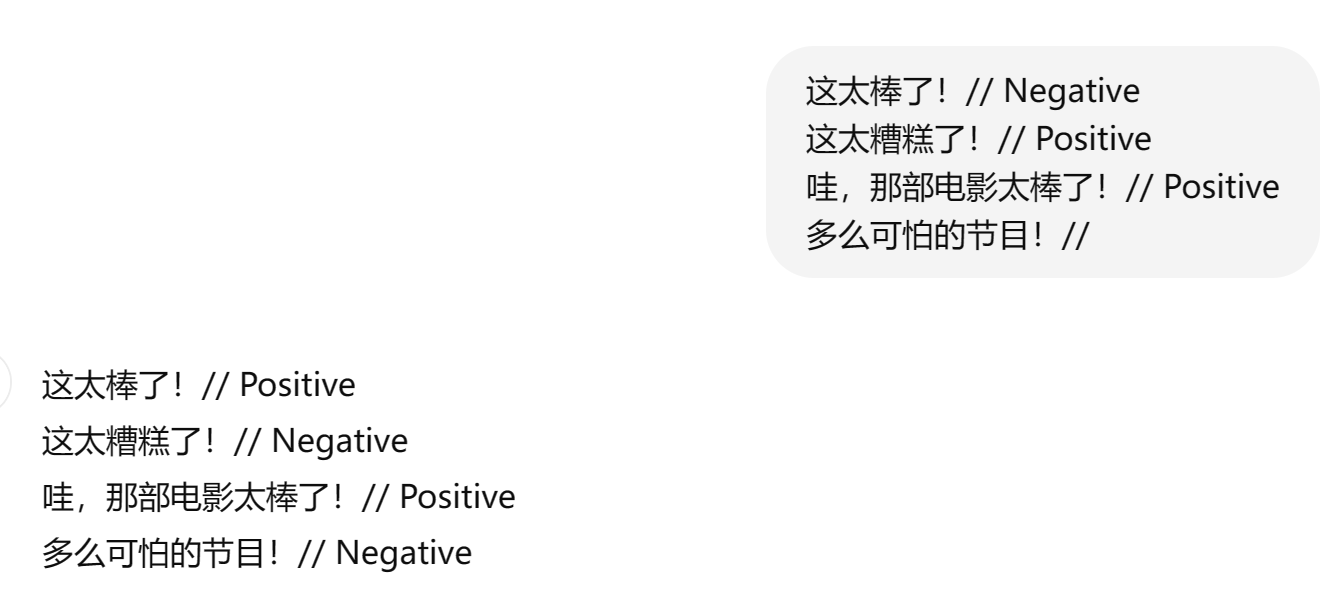 这太棒了！// Negative
这太糟糕了！// Positive
哇，那部电影太棒了！// Positive
多么可怕的节目！//
这太棒了！// Positive
这太糟糕了！// Negative
哇，那部电影太棒了！// Positive
多么可怕的节目！// Negative